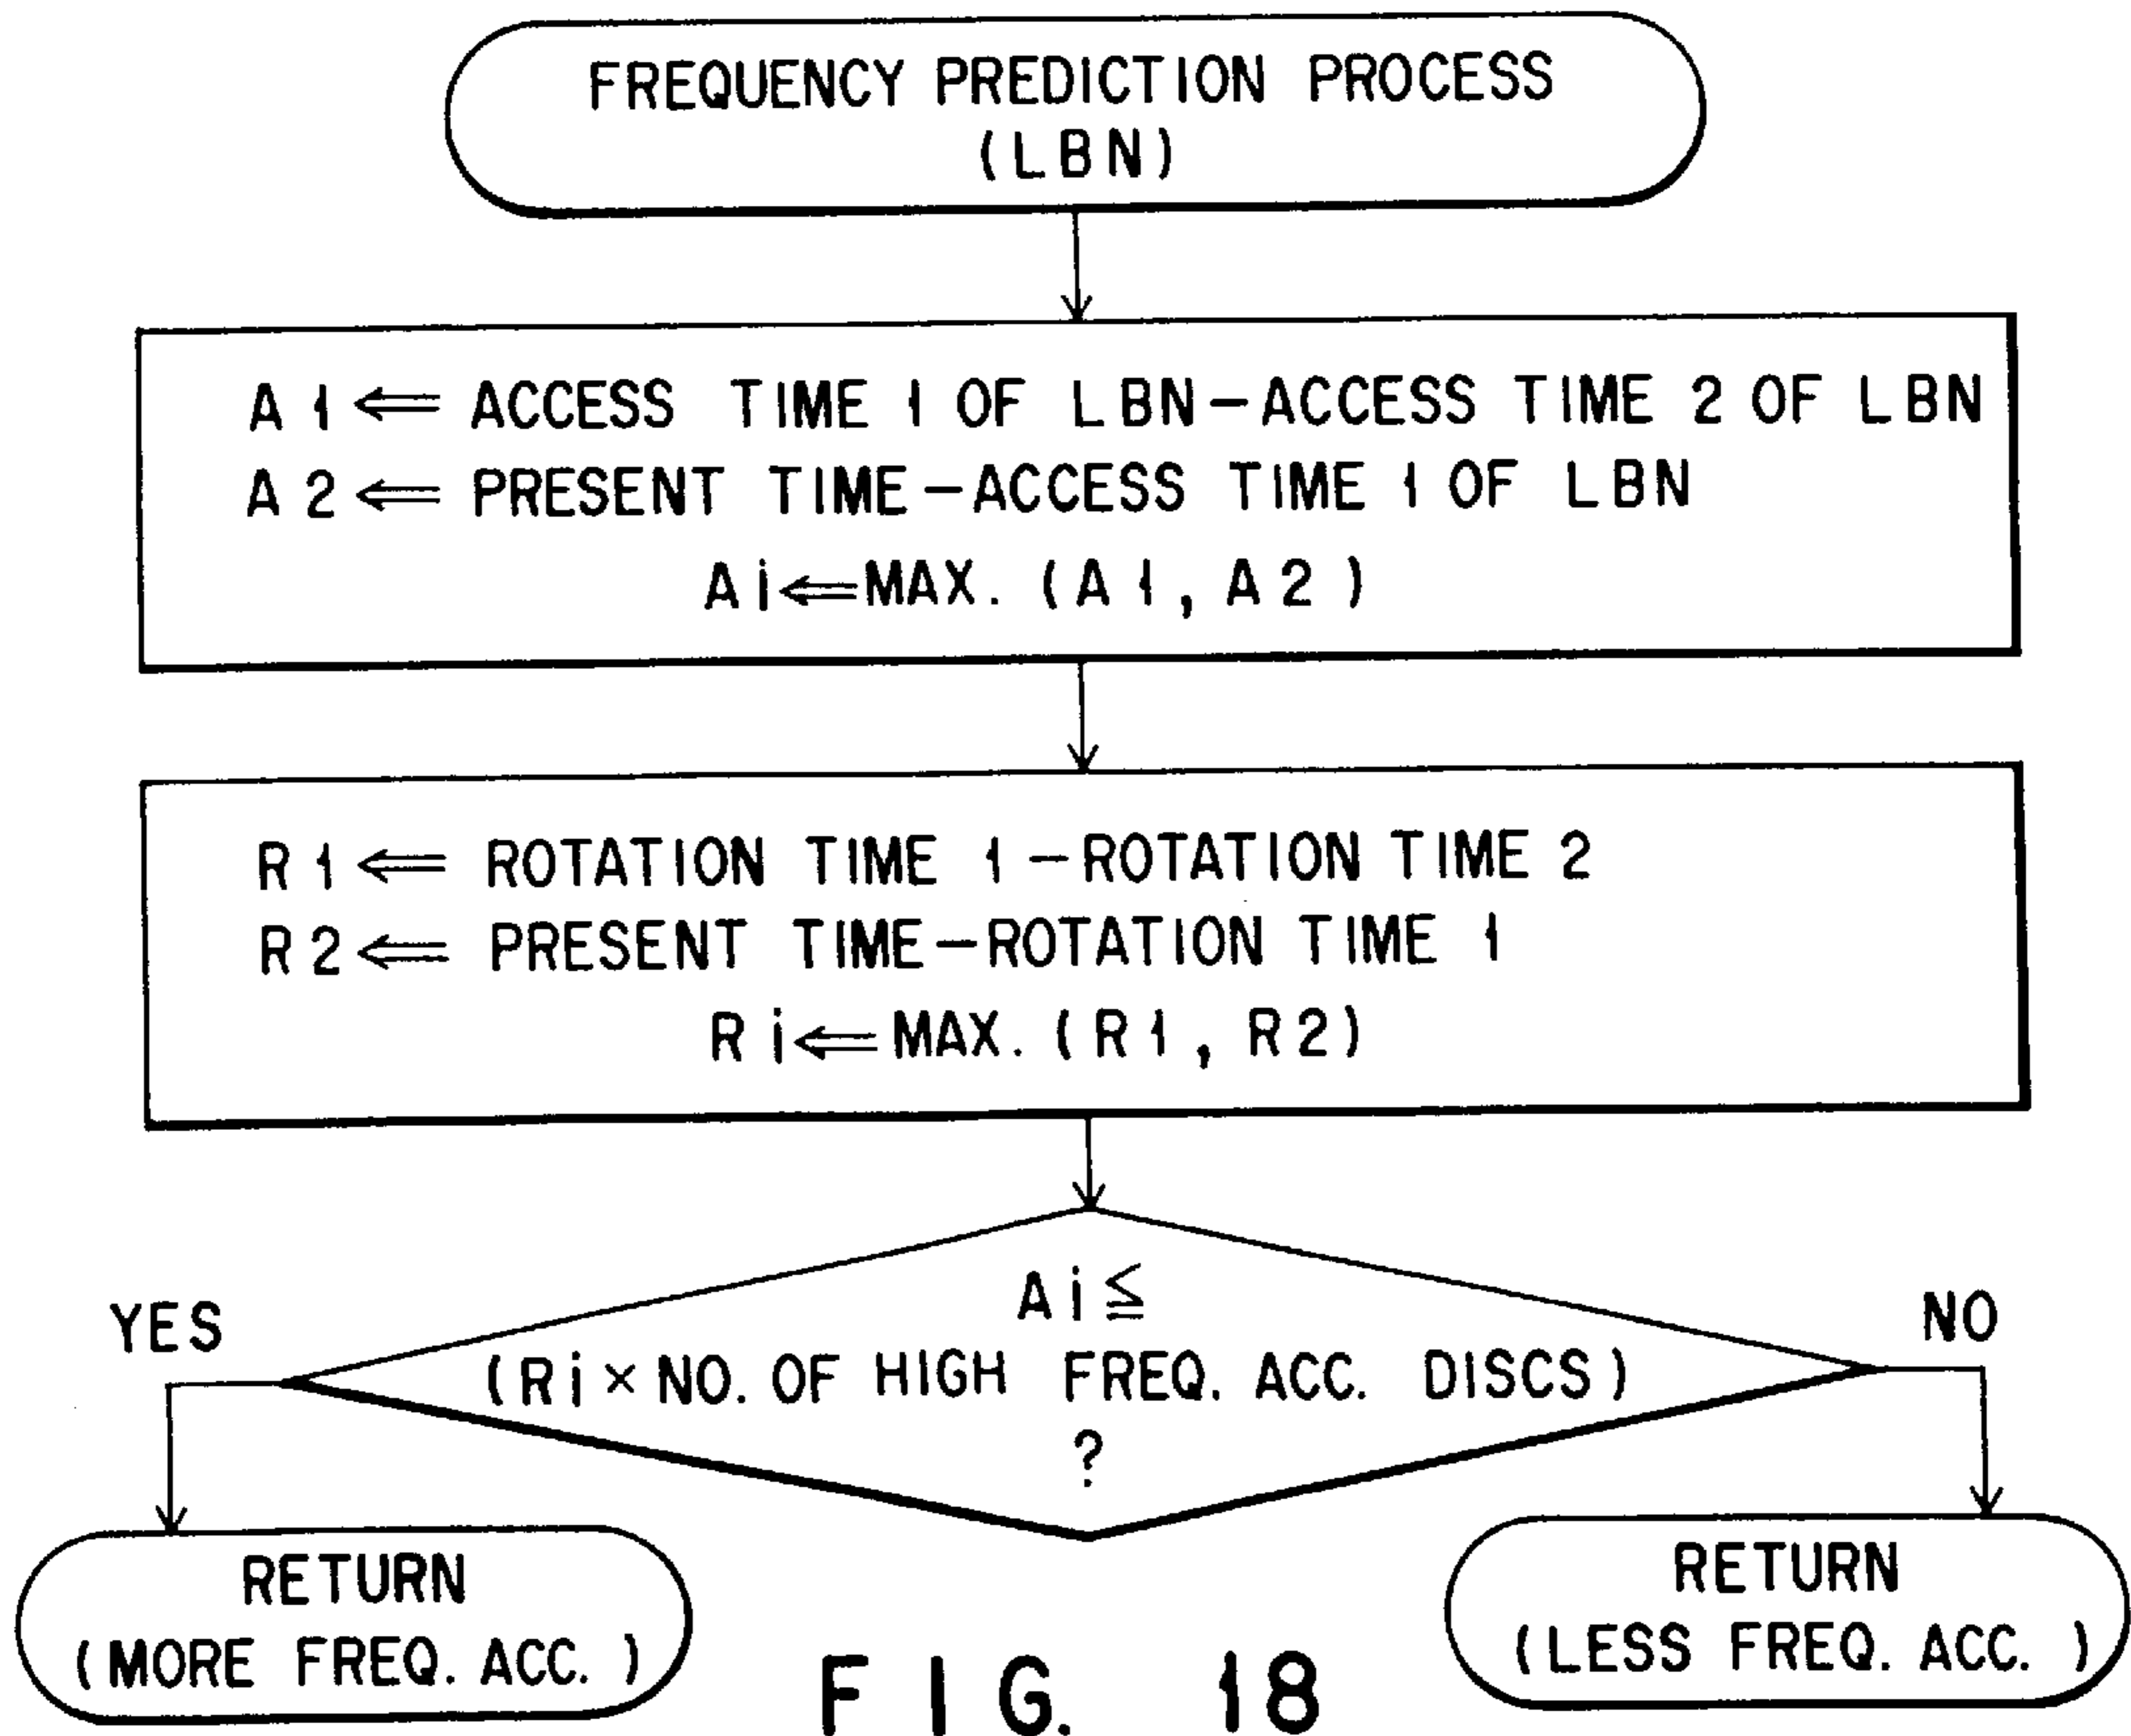 FREQUENCY PREDICTION PROCESS
(LBN)
A1⇐ ACCESS TIME 1 OF LBN–ACCESS TIME 2 OF LBN
A2⇐ PRESENT TIME–ACCESS TIME 1 OF LBN
Ai⇐MAX. (A1, A2)
R1⇐ ROTATION TIME 1–ROTATION TIME 2
R2⇐ PRESENT TIME–ROTATION TIME 1
Ri⇐MAX. (R1, R2)
Ai≦
YES
NO
(Ri×NO. OF HIGH FREQ. ACC. DISCS)
?
RETURN
(MORE FREQ. ACC.)
RETURN
(LESS FREQ. ACC.)
FIG. 18